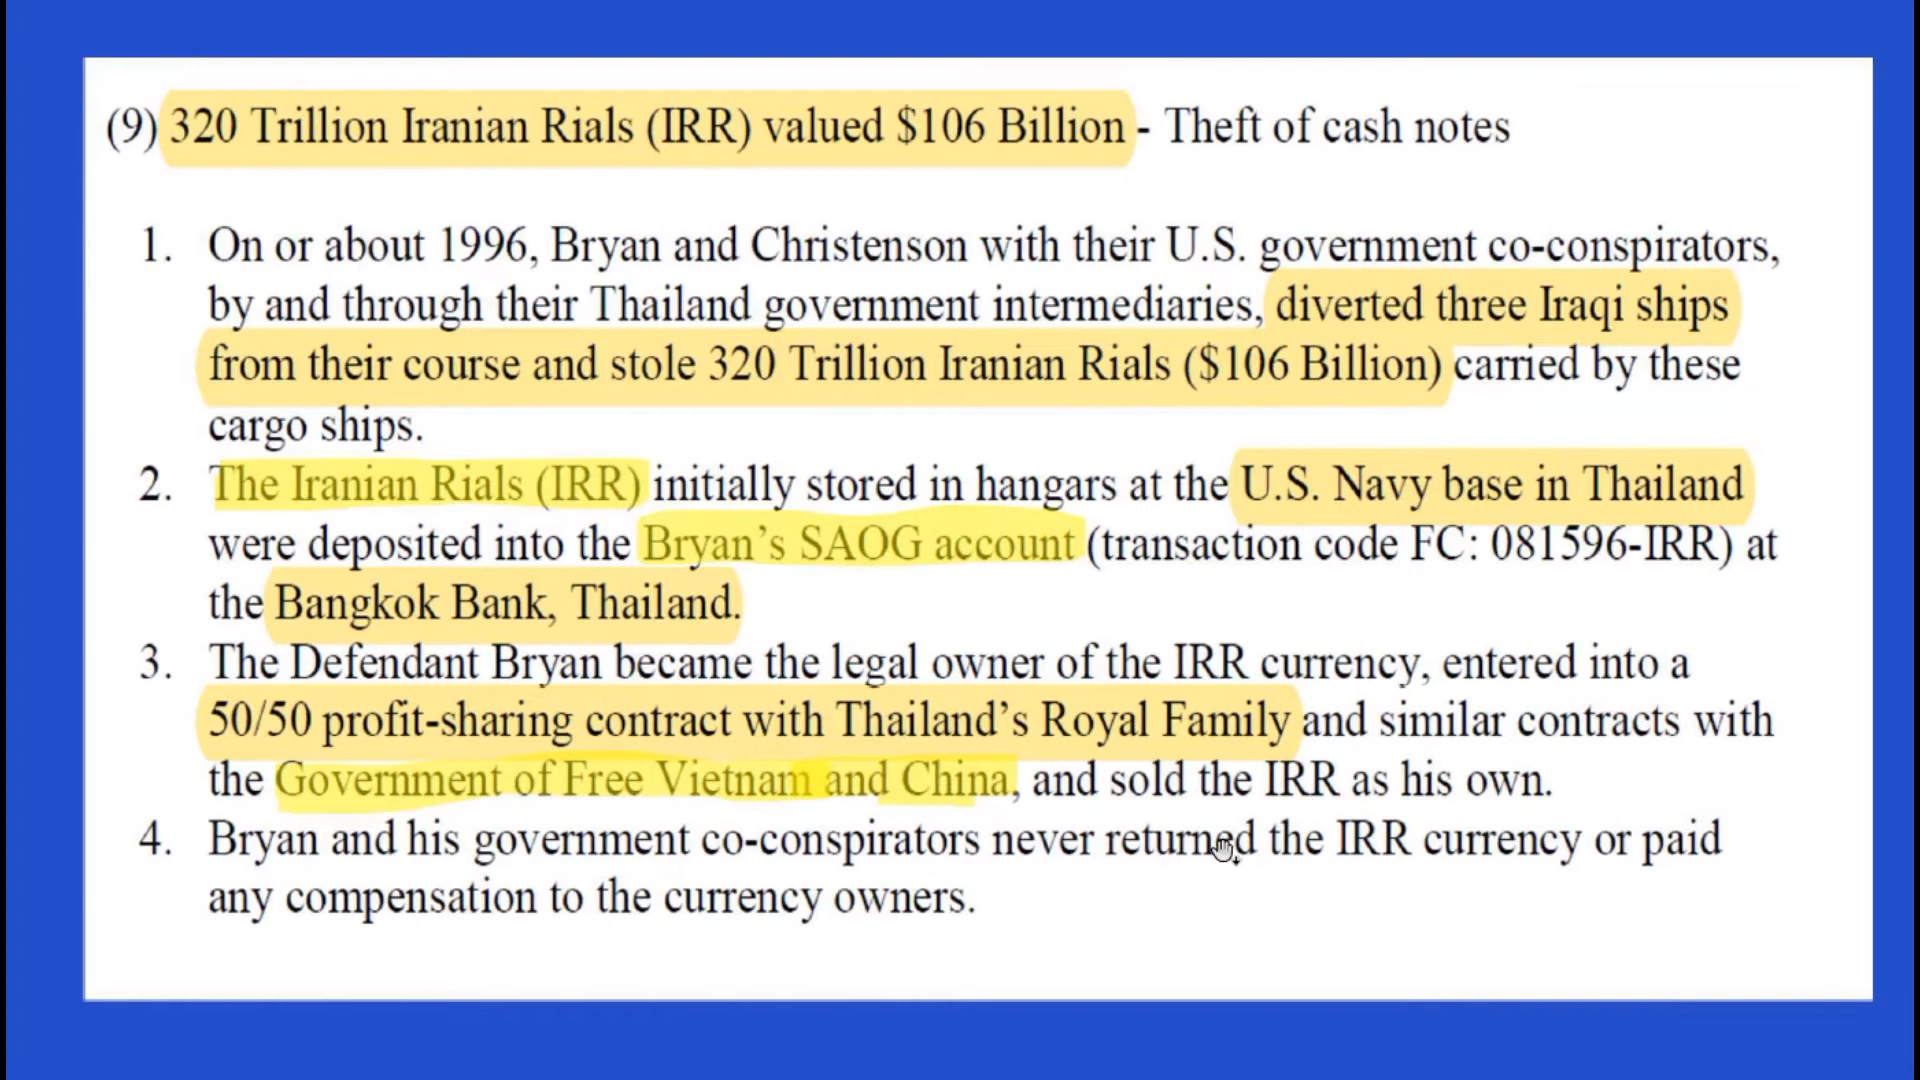 (9) 320 Trillion Iranian Rials (IRR) valued $106 Billion - Theft of cash notes
1. On or about 1996, Bryan and Christenson with their U.S. government co-conspirators,
by and through their Thailand government intermediaries, diverted three Iraqi ships
from their course and stole 320 Trillion Iranian Rials ($106 Billion) carried by these
cargo ships.
2. The Iranian Rials (IRR) initially stored in hangars at the U.S. Navy base in Thailand
were deposited into the Bryan’s SAOG account (transaction code FC: 081596-IRR) at
the Bangkok Bank, Thailand.
3. The Defendant Bryan became the legal owner of the IRR currency, entered into a
50/50 profit-sharing contract with Thailand’s Royal Family and similar contracts with
the Government of Free Vietnam and China, and sold the IRR as his own.
4. Bryan and his government co-conspirators never returned the IRR currency or paid
any compensation to the currency owners.